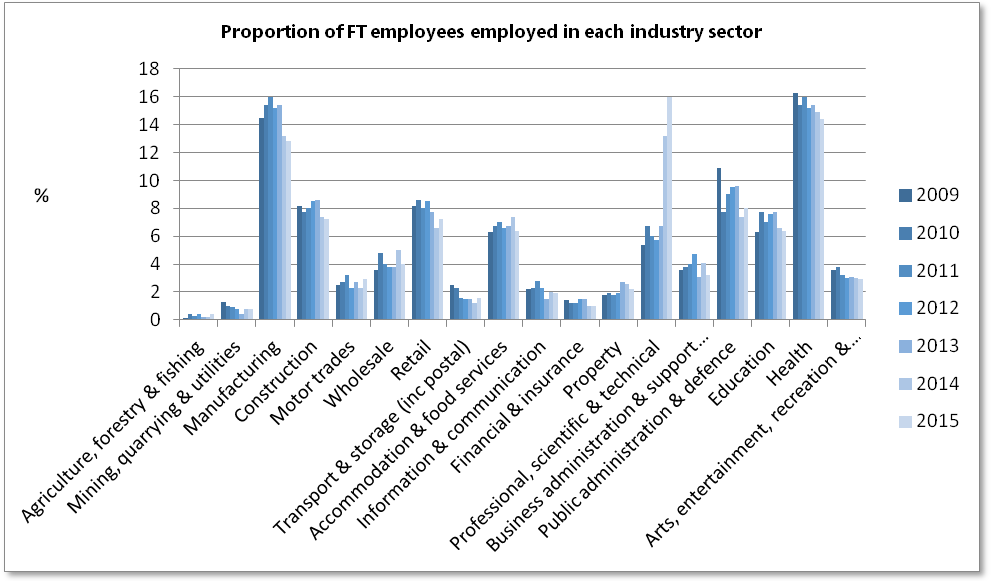 Proportion of FT employees employed in each industry sector
%
18
16
14
12
10
8
6
4
2
0
Agriculture, forestry & fishing
Mining, quarrying & utilities
Manufacturing
Construction
Motor trades
Wholesale
Retail
Transport & storage (inc postal)
Accommodation & food services
Information & communication
Financial & insurance
Property
Professional, scientific & technical
Business administration & support...
Public administration & defence
Education
Health
Arts, entertainment, recreation &...
2009
2010
2011
2012
2013
2014
2015